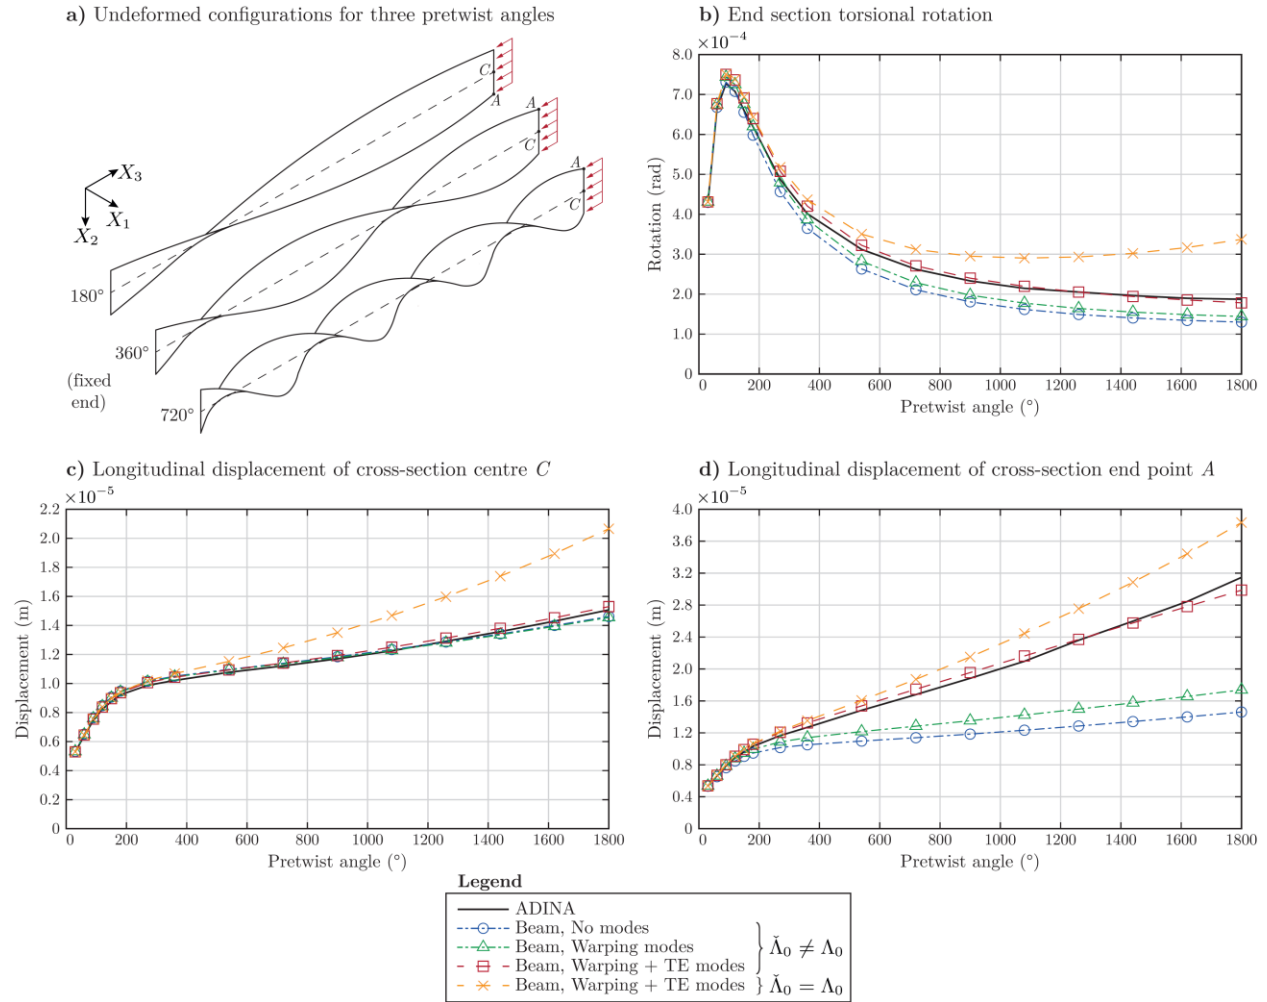 a) Undeformed configurations for three pretwist angles
C
A
A
C
A
C
X₃
X₁
X₂
180°
360°
(fixed
end)
720°
b) End section torsional rotation
×10⁻⁴
8.0
7.0
6.0
5.0
4.0
3.0
2.0
1.0
0
Rotation (rad)
0 200 400 600 800 1000 1200 1400 1600 1800
Pretwist angle (°)
c) Longitudinal displacement of cross-section centre C
×10⁻⁵
2.2
2.0
1.8
1.6
1.4
1.2
1.0
0.8
0.6
0.4
0.2
0
Displacement (m)
0 200 400 600 800 1000 1200 1400 1600 1800
Pretwist angle (°)
d) Longitudinal displacement of cross-section end point A
×10⁻⁵
4.0
3.6
3.2
2.8
2.4
2.0
1.6
1.2
0.8
0.4
0
Displacement (m)
0 200 400 600 800 1000 1200 1400 1600 1800
Pretwist angle (°)
Legend
ADINA
Beam, No modes
Beam, Warping modes
Beam, Warping + TE modes
} Λ̌₀ ≠ Λ₀
Beam, Warping + TE modes } Λ̌₀ = Λ₀